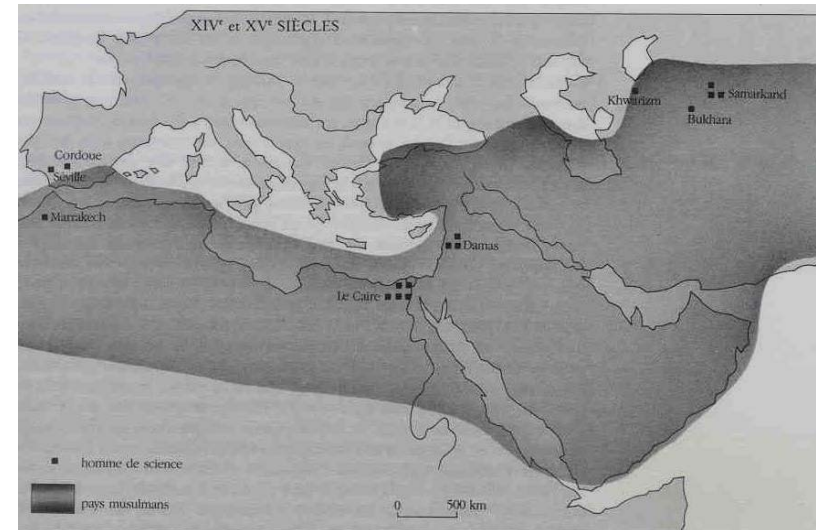 XIVe et XVe SIÈCLES
Khwarizm
Samarkand
Bukhara
Cordoue
Séville
Marrakech
Damas
Le Caire
homme de science
pays musulmans
0 500 km